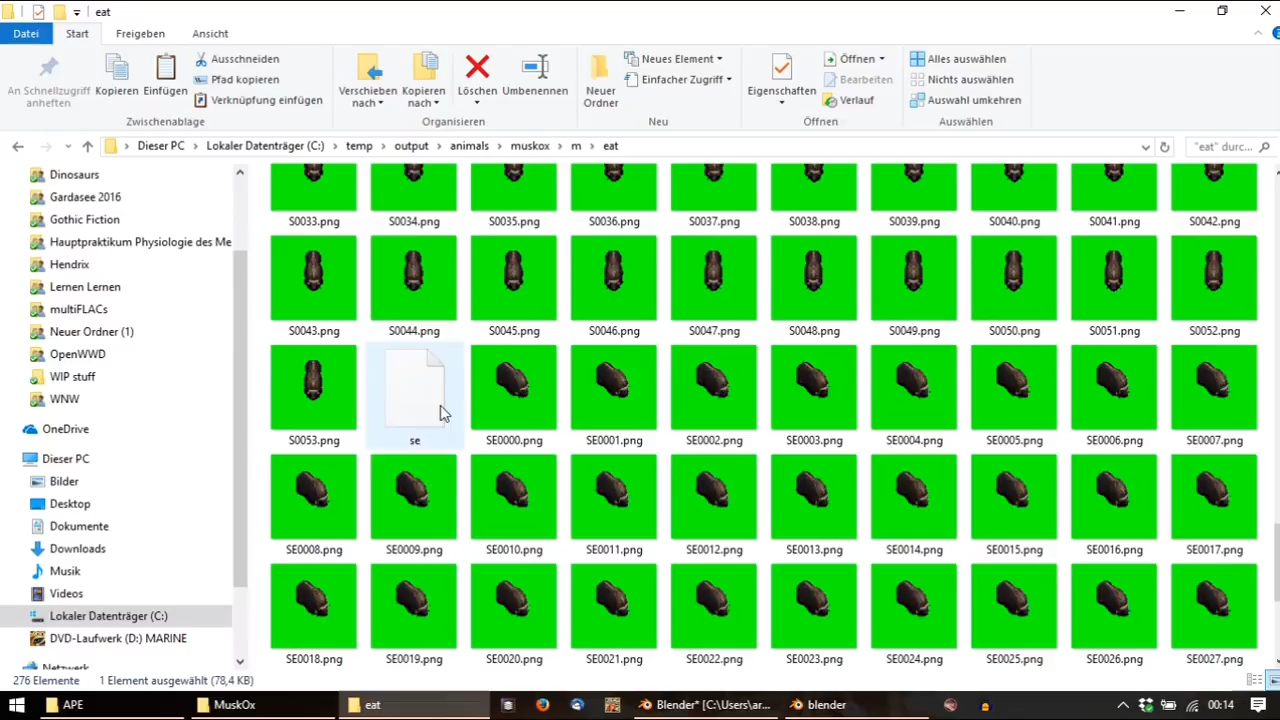 eat
Datei Start Freigeben Ansicht
An Schnellzugriff anheften
Kopieren
Einfügen
Ausschneiden
Pfad kopieren
Verknüpfung einfügen
Zwischenablage
Verschieben nach
Kopieren nach
Löschen
Umbenennen
Organisieren
Neuer Ordner
Neues Element
Einfacher Zugriff
Neu
Eigenschaften
Öffnen
Bearbeiten
Verlauf
Öffnen
Alles auswählen
Nichts auswählen
Auswahl umkehren
Auswählen
Dieser PC › Lokaler Datenträger (C:) › temp › output › animals › muskox › m › eat
"eat" durc...
Dinosaurs
Gardasee 2016
Gothic Fiction
Hauptpraktikum Physiologie des Me
Hendrix
Lernen Lernen
multiFLACs
Neuer Ordner (1)
OpenWWD
WIP stuff
WNW
OneDrive
Dieser PC
Bilder
Desktop
Dokumente
Downloads
Musik
Videos
Lokaler Datenträger (C:)
DVD-Laufwerk (D:) MARINE
Netzwerk
S0033.png S0034.png S0035.png S0036.png S0037.png S0038.png S0039.png S0040.png S0041.png S0042.png
S0043.png S0044.png S0045.png S0046.png S0047.png S0048.png S0049.png S0050.png S0051.png S0052.png
S0053.png se SE0000.png SE0001.png SE0002.png SE0003.png SE0004.png SE0005.png SE0006.png SE0007.png
SE0008.png SE0009.png SE0010.png SE0011.png SE0012.png SE0013.png SE0014.png SE0015.png SE0016.png SE0017.png
SE0018.png SE0019.png SE0020.png SE0021.png SE0022.png SE0023.png SE0024.png SE0025.png SE0026.png SE0027.png
276 Elemente 1 Element ausgewählt (78,4 KB)
APE MuskOx eat Blender* [C:\Users\ar... blender 00:14